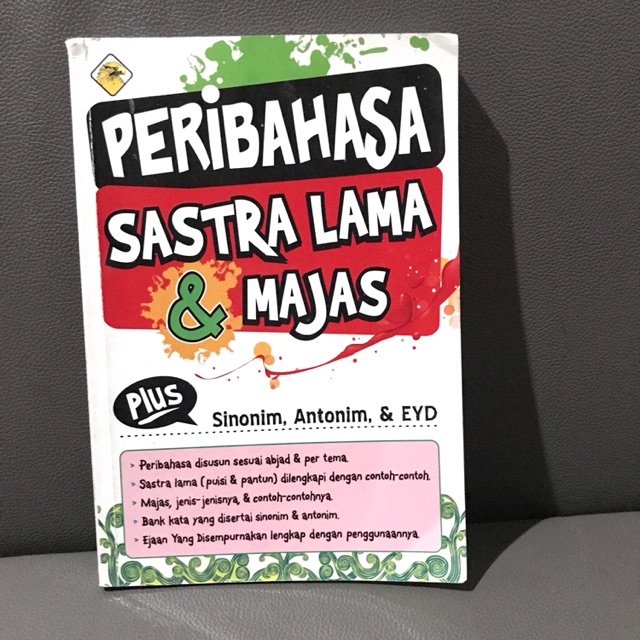 PERIBAHASA
SASTRA LAMA
& MAJAS
Plus
Sinonim, Antonim, & EYD
Peribahasa disusun sesuai abjad & per tema.
Sastra lama (puisi & pantun) dilengkapi dengan contoh-contoh.
Majas, jenis-jenisnya, & contoh-contohnya.
Bank kata yang disertai sinonim & antonim.
Ejaan Yang Disempurnakan lengkap dengan penggunaannya.